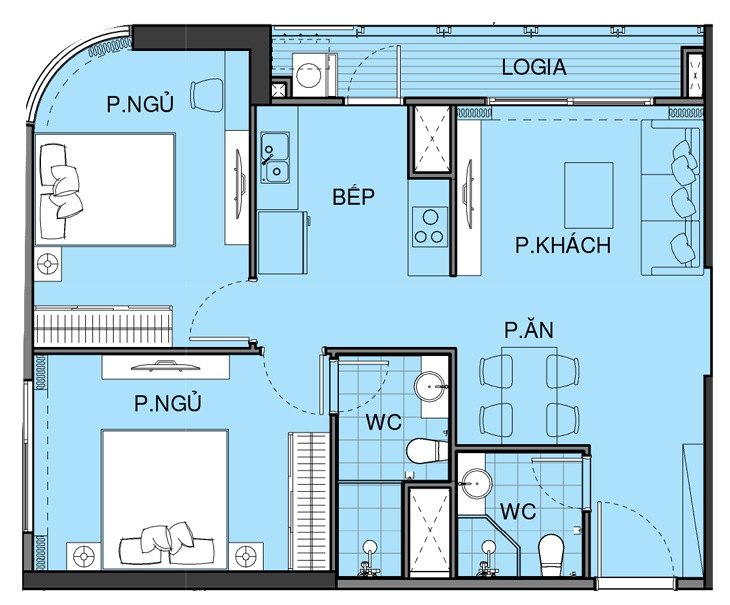 LOGIA
P.NGỦ
BẾP
P.KHÁCH
P.ĂN
P.NGỦ
WC
WC